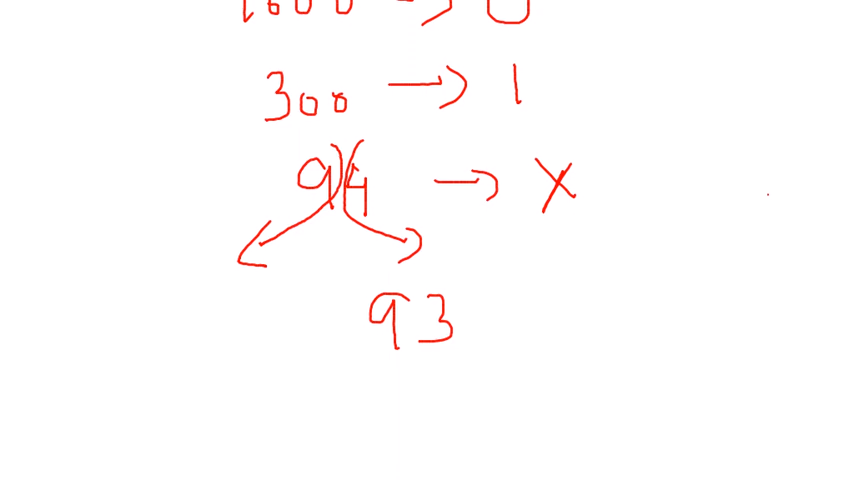 300 → 1
94 → X
93